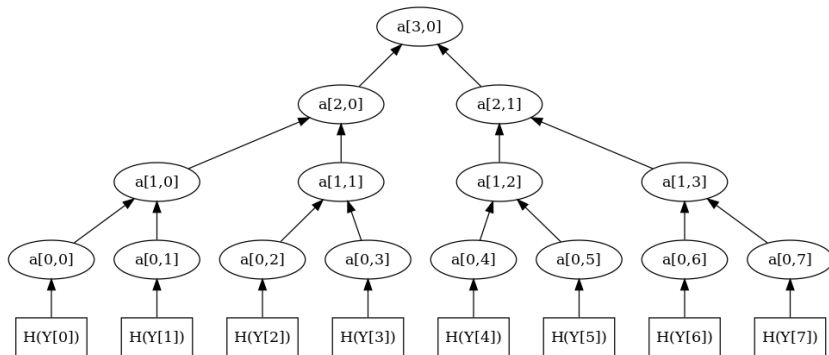 a[3,0]
a[2,0] a[2,1]
a[1,0] a[1,1] a[1,2] a[1,3]
a[0,0] a[0,1] a[0,2] a[0,3] a[0,4] a[0,5] a[0,6] a[0,7]
H(Y[0]) H(Y[1]) H(Y[2]) H(Y[3]) H(Y[4]) H(Y[5]) H(Y[6]) H(Y[7])